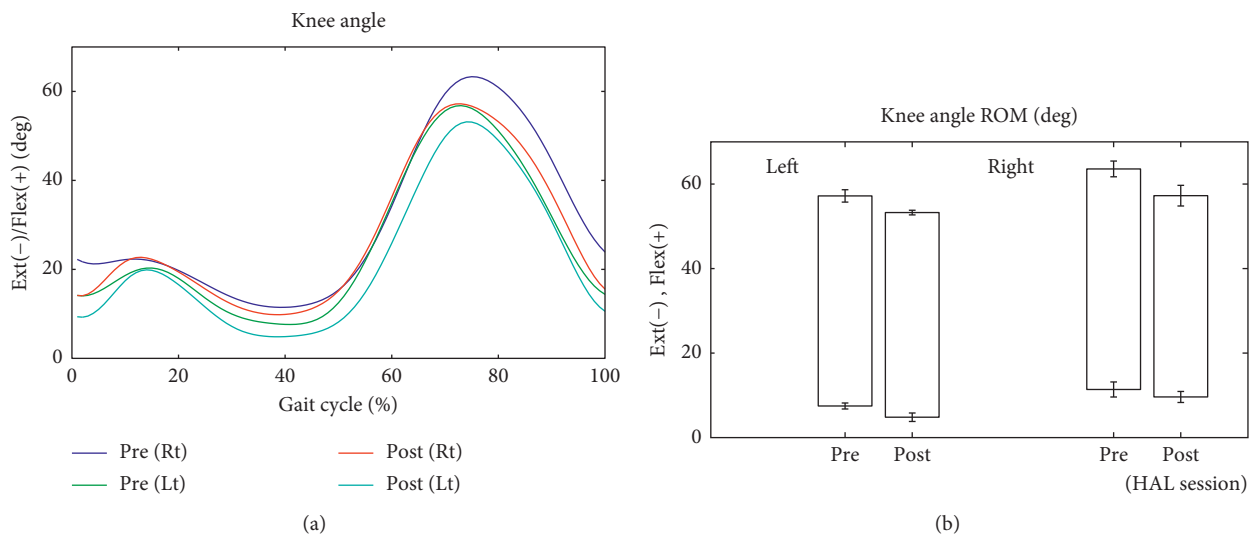 Knee angle
Ext(−)/Flex(+) (deg)
60
40
20
0
0 20 40 60 80 100
Gait cycle (%)
Pre (Rt) Post (Rt)
Pre (Lt) Post (Lt)
(a)
Knee angle ROM (deg)
Left Right
Ext(−) , Flex(+)
60
40
20
0
Pre Post Pre Post
(HAL session)
(b)